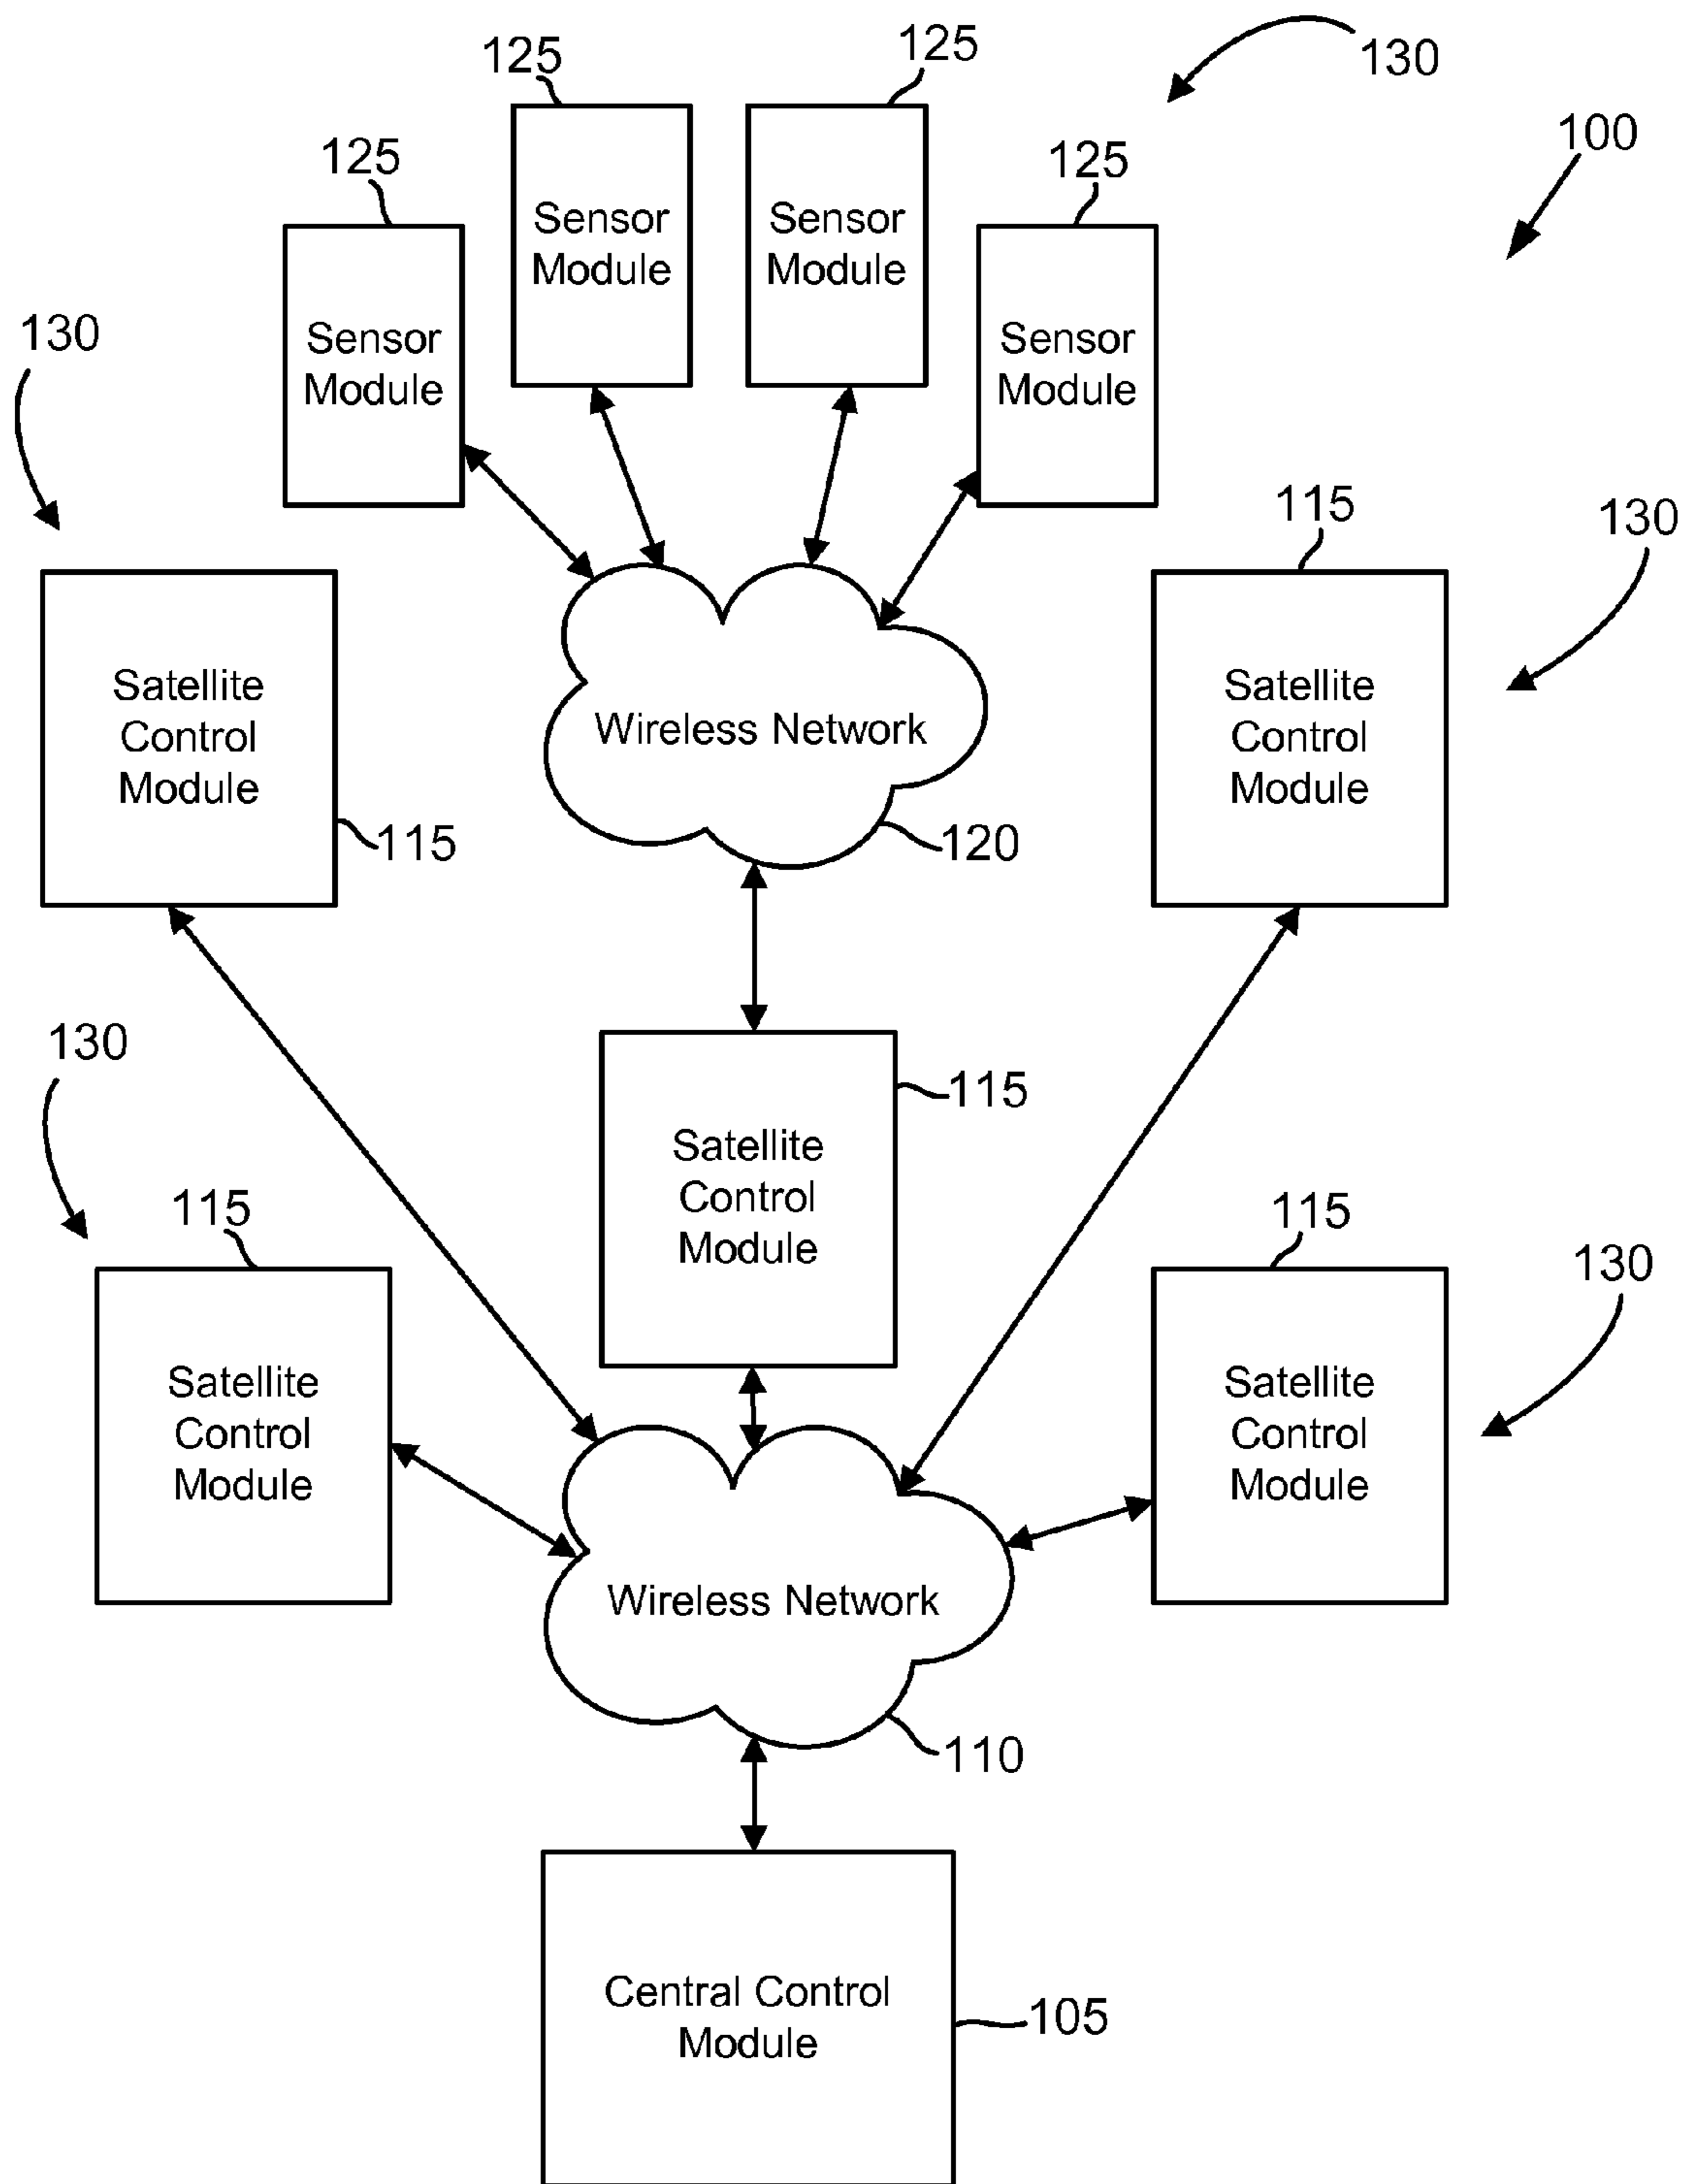 125
125
130
100
125
125
Sensor
Module
Sensor
Module
130
Sensor
Module
Sensor
Module
115
130
Satellite
Control
Module
Wireless Network
Satellite
Control
Module
115
120
130
115
Satellite
Control
Module
115
115
130
Satellite
Control
Module
Satellite
Control
Module
Wireless Network
110
Central Control
Module
105